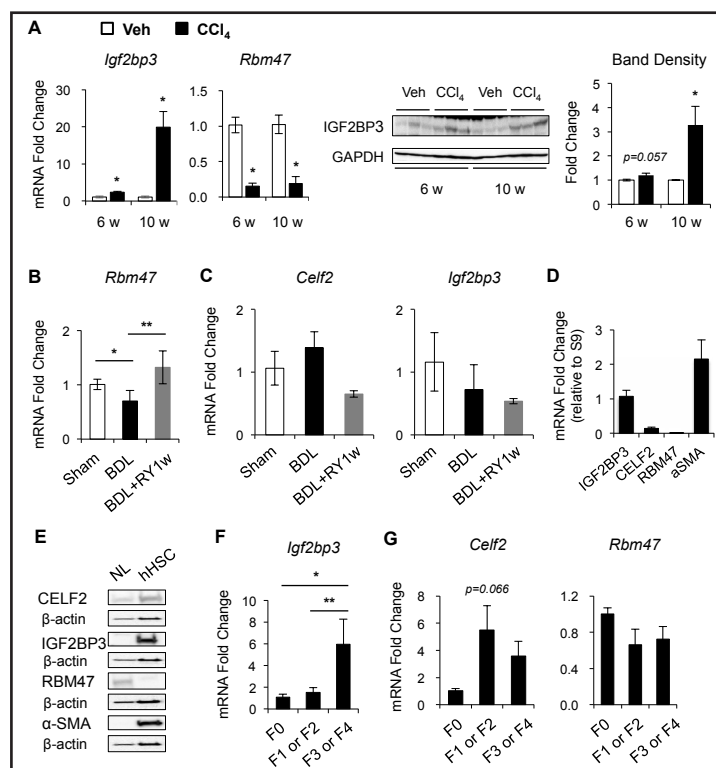 A
Veh CCl4
Igf2bp3
mRNA Fold Change
30
20
10
0
*
*
6 w 10 w
Rbm47
1.5
1.0
0.5
0.0
*
*
6 w 10 w
Veh CCl4 Veh CCl4
IGF2BP3
GAPDH
6 w 10 w
Band Density
Fold Change
5
4
3
2
1
0
p=0.057
*
6 w 10 w
B
Rbm47
mRNA Fold Change
2
1
0
*
**
Sham
BDL
BDL+RY1w
C
Celf2
mRNA Fold Change
2
1
0
Sham
BDL
BDL+RY1w
Igf2bp3
2
1
0
Sham
BDL
BDL+RY1w
D
mRNA Fold Change
(relative to S9)
3
2
1
0
IGF2BP3
CELF2
RBM47
aSMA
E
NL
hHSC
CELF2
β-actin
IGF2BP3
β-actin
RBM47
β-actin
α-SMA
β-actin
F
Igf2bp3
mRNA Fold Change
10
8
6
4
2
0
*
**
F0
F1 or F2
F3 or F4
G
Celf2
mRNA Fold Change
8
6
4
2
0
p=0.066
F0
F1 or F2
F3 or F4
Rbm47
1.2
0.8
0.4
0.0
F0
F1 or F2
F3 or F4